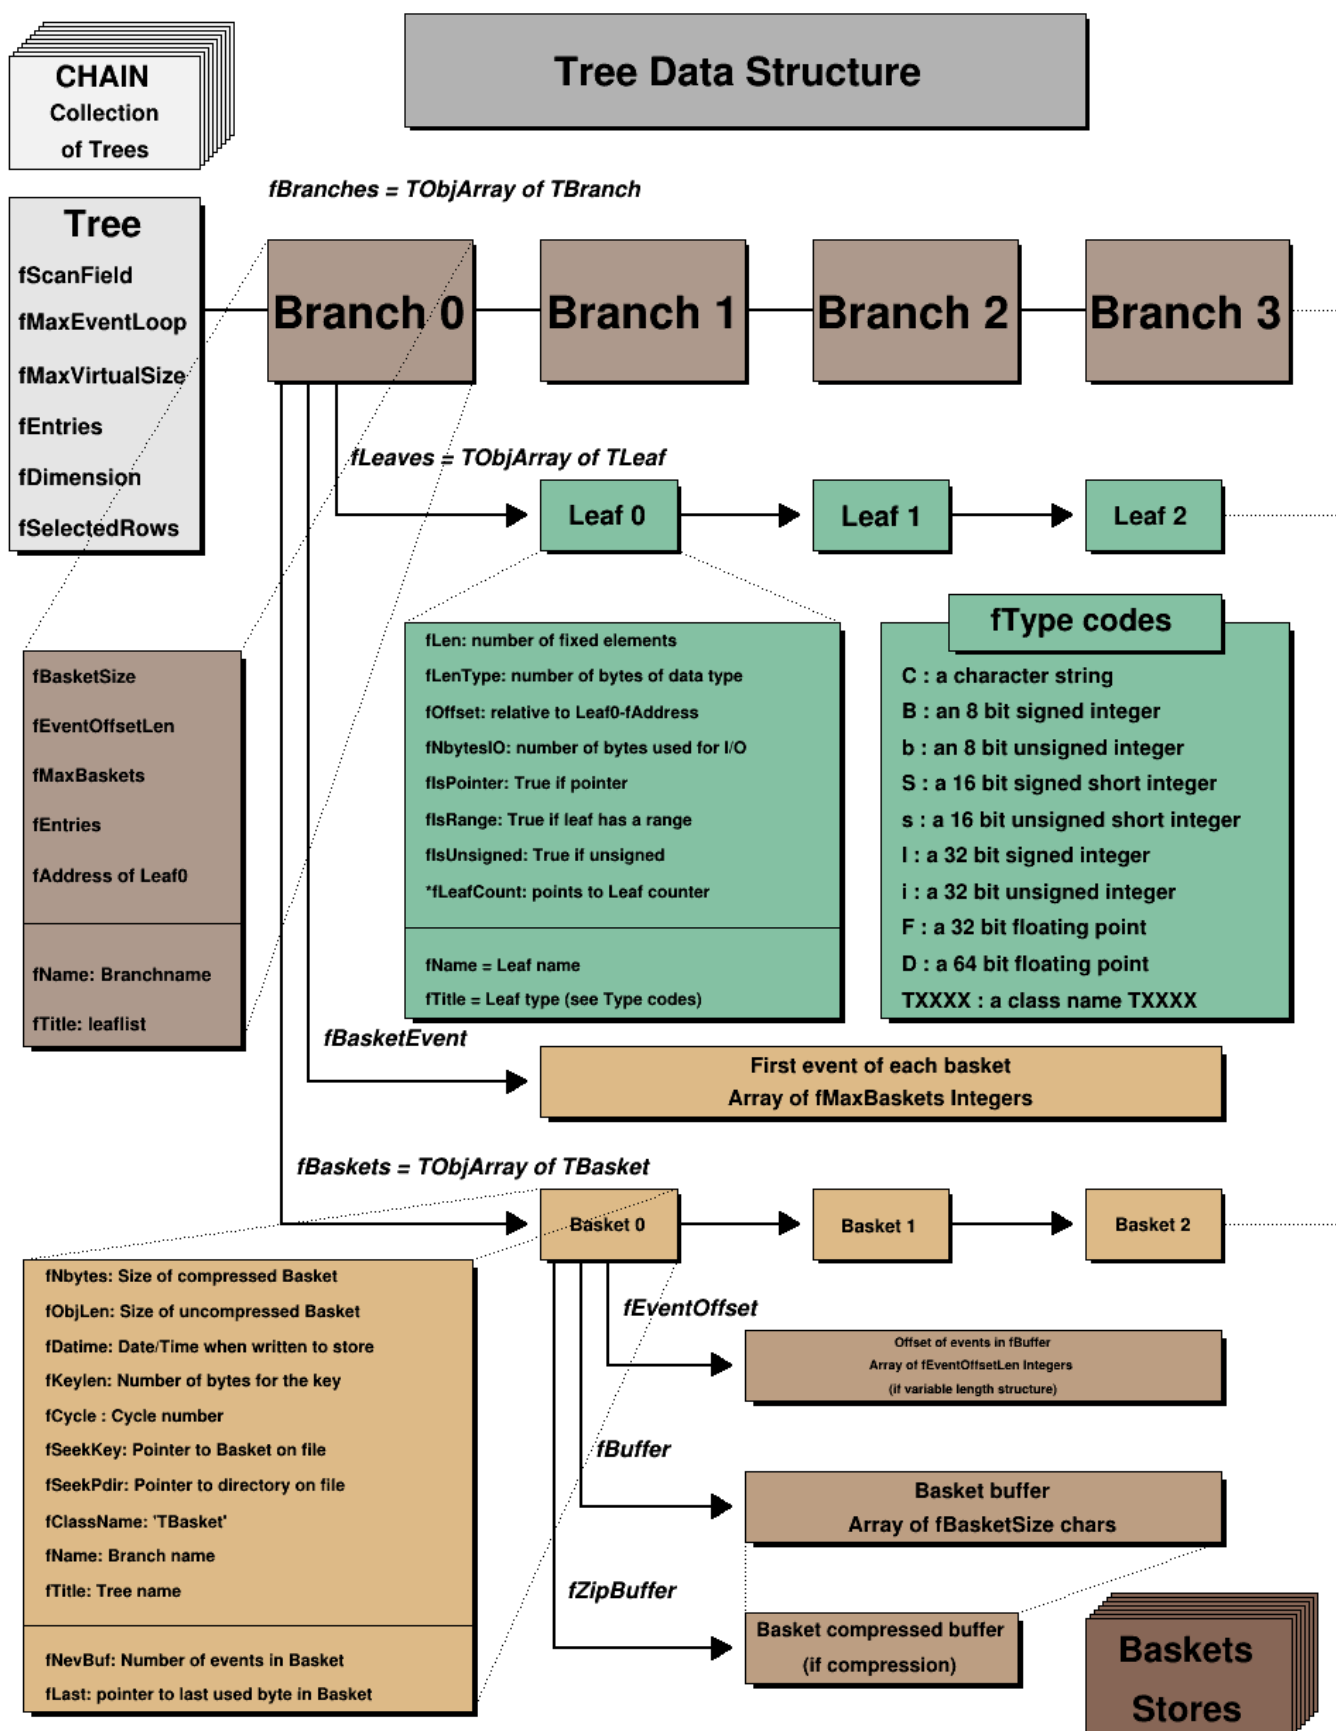 CHAIN
Collection
of Trees
Tree Data Structure
fBranches = TObjArray of TBranch
Tree
fScanField
fMaxEventLoop
fMaxVirtualSize
fEntries
fDimension
fSelectedRows
Branch 0
Branch 1
Branch 2
Branch 3
fLeaves = TObjArray of TLeaf
Leaf 0
Leaf 1
Leaf 2
fBasketSize
fEventOffsetLen
fMaxBaskets
fEntries
fAddress of Leaf0
fName: Branchname
fTitle: leaflist
fLen: number of fixed elements
fLenType: number of bytes of data type
fOffset: relative to Leaf0-fAddress
fNbytesIO: number of bytes used for I/O
fIsPointer: True if pointer
fIsRange: True if leaf has a range
fIsUnsigned: True if unsigned
*fLeafCount: points to Leaf counter
fName = Leaf name
fTitle = Leaf type (see Type codes)
fType codes
C : a character string
B : an 8 bit signed integer
b : an 8 bit unsigned integer
S : a 16 bit signed short integer
s : a 16 bit unsigned short integer
I : a 32 bit signed integer
i : a 32 bit unsigned integer
F : a 32 bit floating point
D : a 64 bit floating point
TXXXX : a class name TXXXX
fBasketEvent
First event of each basket
Array of fMaxBaskets Integers
fBaskets = TObjArray of TBasket
Basket 0
Basket 1
Basket 2
fNbytes: Size of compressed Basket
fObjLen: Size of uncompressed Basket
fDatime: Date/Time when written to store
fKeylen: Number of bytes for the key
fCycle : Cycle number
fSeekKey: Pointer to Basket on file
fSeekPdir: Pointer to directory on file
fClassName: 'TBasket'
fName: Branch name
fTitle: Tree name
fNevBuf: Number of events in Basket
fLast: pointer to last used byte in Basket
fEventOffset
Offset of events in fBuffer
Array of fEventOffsetLen Integers
(if variable length structure)
fBuffer
Basket buffer
Array of fBasketSize chars
fZipBuffer
Basket compressed buffer
(if compression)
Baskets
Stores